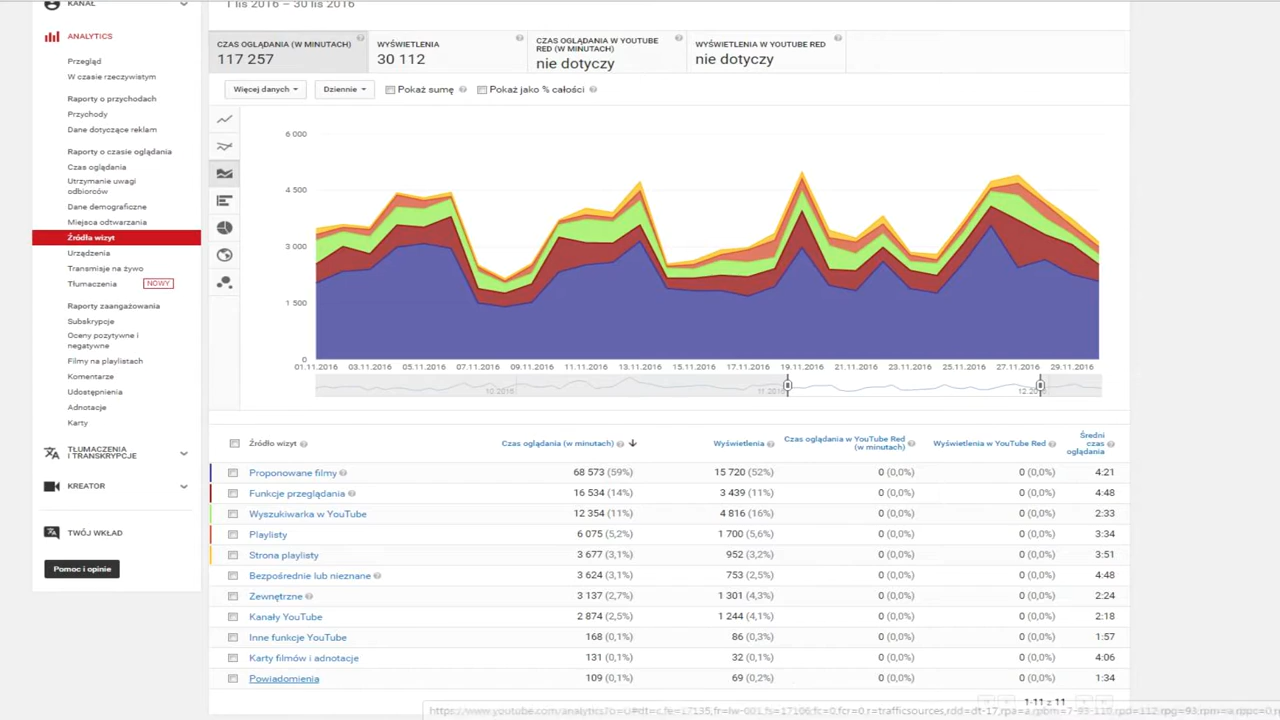 KANAŁ
1 lis 2016 – 30 lis 2016
ANALYTICS
Przegląd
W czasie rzeczywistym
Raporty o przychodach
Przychody
Dane dotyczące reklam
Raporty o czasie oglądania
Czas oglądania
Utrzymanie uwagi
odbiorców
Dane demograficzne
Miejsca odtwarzania
Źródła wizyt
Urządzenia
Transmisje na żywo
Tłumaczenia NOWY
Raporty zaangażowania
Subskrypcje
Oceny pozytywne i
negatywne
Filmy na playlistach
Komentarze
Udostępnienia
Adnotacje
Karty
TŁUMACZENIA
I TRANSKRYPCJE
KREATOR
TWÓJ WKŁAD
Pomoc i opinie
CZAS OGLĄDANIA (W MINUTACH)
117 257
WYŚWIETLENIA
30 112
CZAS OGLĄDANIA W YOUTUBE
RED (W MINUTACH)
nie dotyczy
WYŚWIETLENIA W YOUTUBE RED
nie dotyczy
Więcej danych Dziennie Pokaż sumę Pokaż jako % całości
6 000
4 500
3 000
1 500
0
01.11.2016 03.11.2016 05.11.2016 07.11.2016 09.11.2016 11.11.2016 13.11.2016 15.11.2016 17.11.2016 19.11.2016 21.11.2016 23.11.2016 25.11.2016 27.11.2016 29.11.2016
10.2016 11.2016 12.2016
Źródło wizyt Czas oglądania (w minutach) Wyświetlenia Czas oglądania w YouTube Red (w minutach) Wyświetlenia w YouTube Red Średni czas oglądania
Proponowane filmy 68 573 (59%) 15 720 (52%) 0 (0,0%) 0 (0,0%) 4:21
Funkcje przeglądania 16 534 (14%) 3 439 (11%) 0 (0,0%) 0 (0,0%) 4:48
Wyszukiwarka w YouTube 12 354 (11%) 4 816 (16%) 0 (0,0%) 0 (0,0%) 2:33
Playlisty 6 075 (5,2%) 1 700 (5,6%) 0 (0,0%) 0 (0,0%) 3:34
Strona playlisty 3 677 (3,1%) 952 (3,2%) 0 (0,0%) 0 (0,0%) 3:51
Bezpośrednie lub nieznane 3 624 (3,1%) 753 (2,5%) 0 (0,0%) 0 (0,0%) 4:48
Zewnętrzne 3 137 (2,7%) 1 301 (4,3%) 0 (0,0%) 0 (0,0%) 2:24
Kanały YouTube 2 874 (2,5%) 1 244 (4,1%) 0 (0,0%) 0 (0,0%) 2:18
Inne funkcje YouTube 168 (0,1%) 86 (0,3%) 0 (0,0%) 0 (0,0%) 1:57
Karty filmów i adnotacje 131 (0,1%) 32 (0,1%) 0 (0,0%) 0 (0,0%) 4:06
Powiadomienia 109 (0,1%) 69 (0,2%) 0 (0,0%) 0 (0,0%) 1:34
1-11 z 11